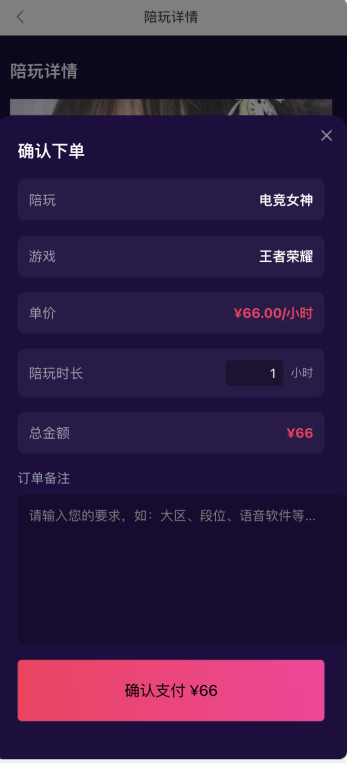 陪玩详情
陪玩详情
确认下单
陪玩 电竞女神
游戏 王者荣耀
单价 ¥66.00/小时
陪玩时长 1 小时
总金额 ¥66
订单备注
请输入您的要求，如：大区、段位、语音软件等...
确认支付 ¥66